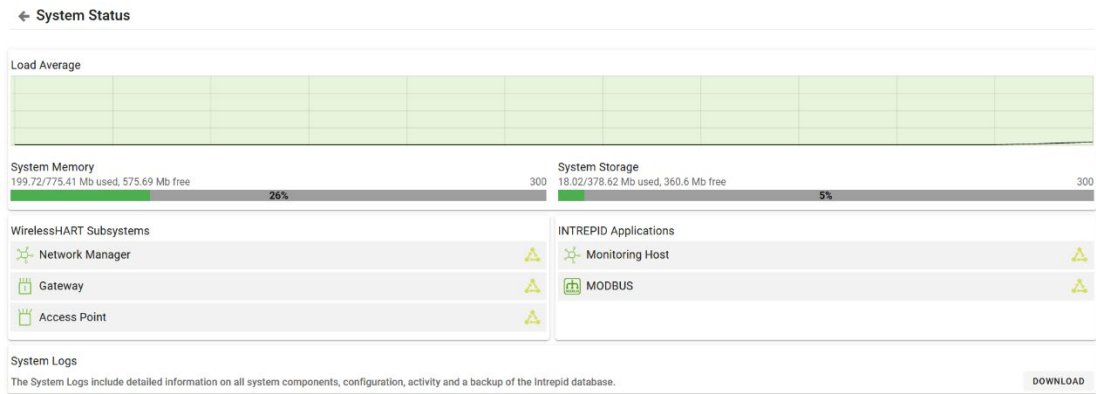 System Status
Load Average
System Memory
199.72/775.41 Mb used, 575.69 Mb free
300
26%
System Storage
18.02/378.62 Mb used, 360.6 Mb free
300
5%
WirelessHART Subsystems
Network Manager
Gateway
Access Point
INTREPID Applications
Monitoring Host
MODBUS
System Logs
The System Logs include detailed information on all system components, configuration, activity and a backup of the Intrepid database.
DOWNLOAD